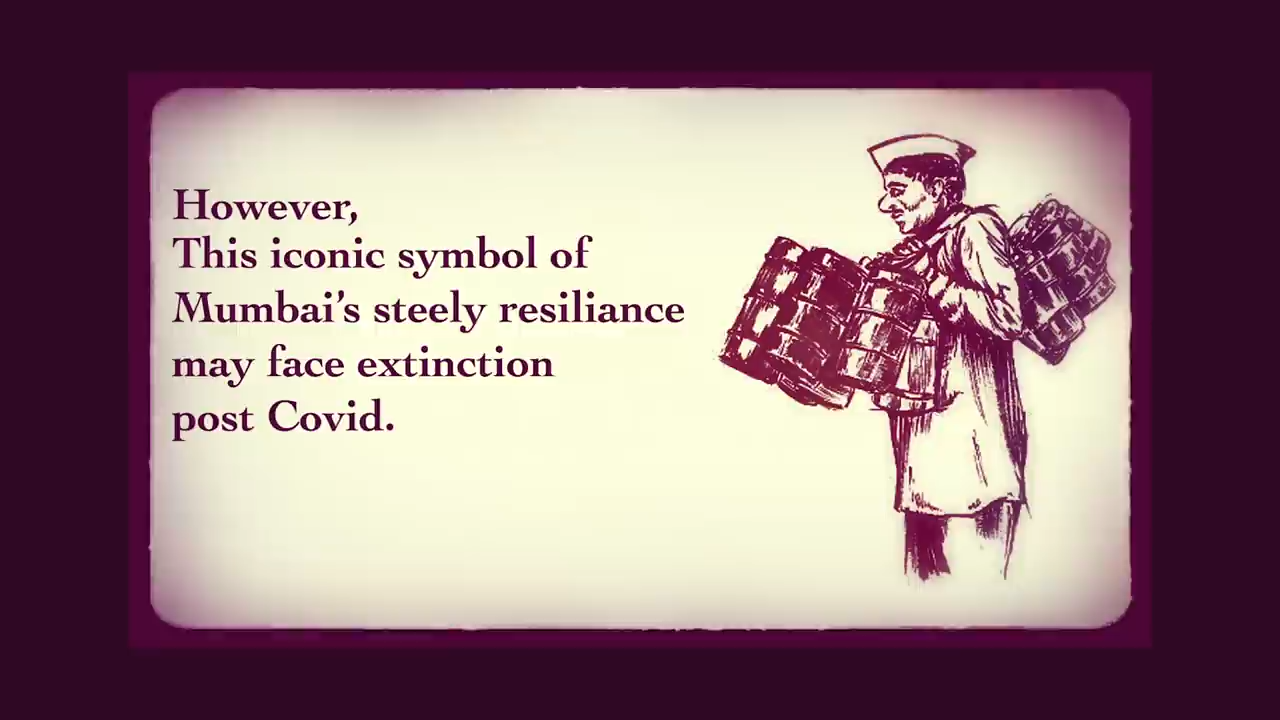 However,
This iconic symbol of
Mumbai’s steely resiliance
may face extinction
post Covid.